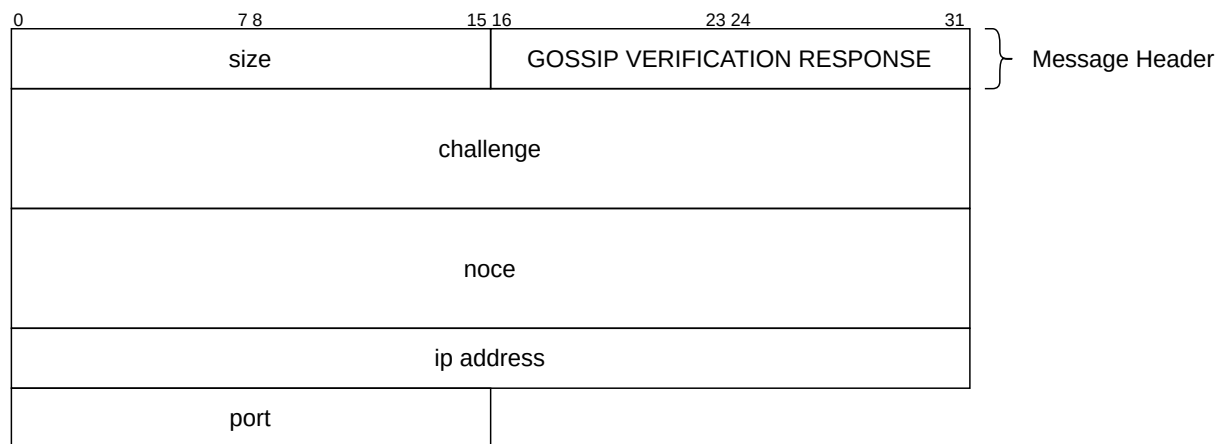 0 7 8 15 16 23 24 31
size GOSSIP VERIFICATION RESPONSE Message Header
challenge
noce
ip address
port